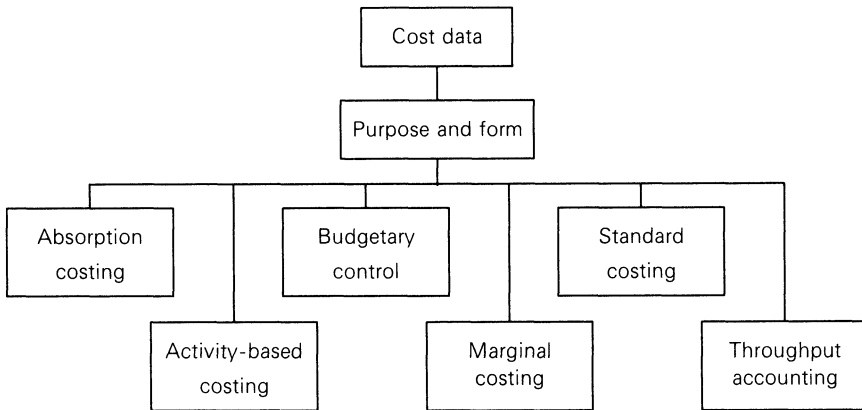 Cost data
Purpose and form
Absorption
costing
Budgetary
control
Standard
costing
Activity-based
costing
Marginal
costing
Throughput
accounting